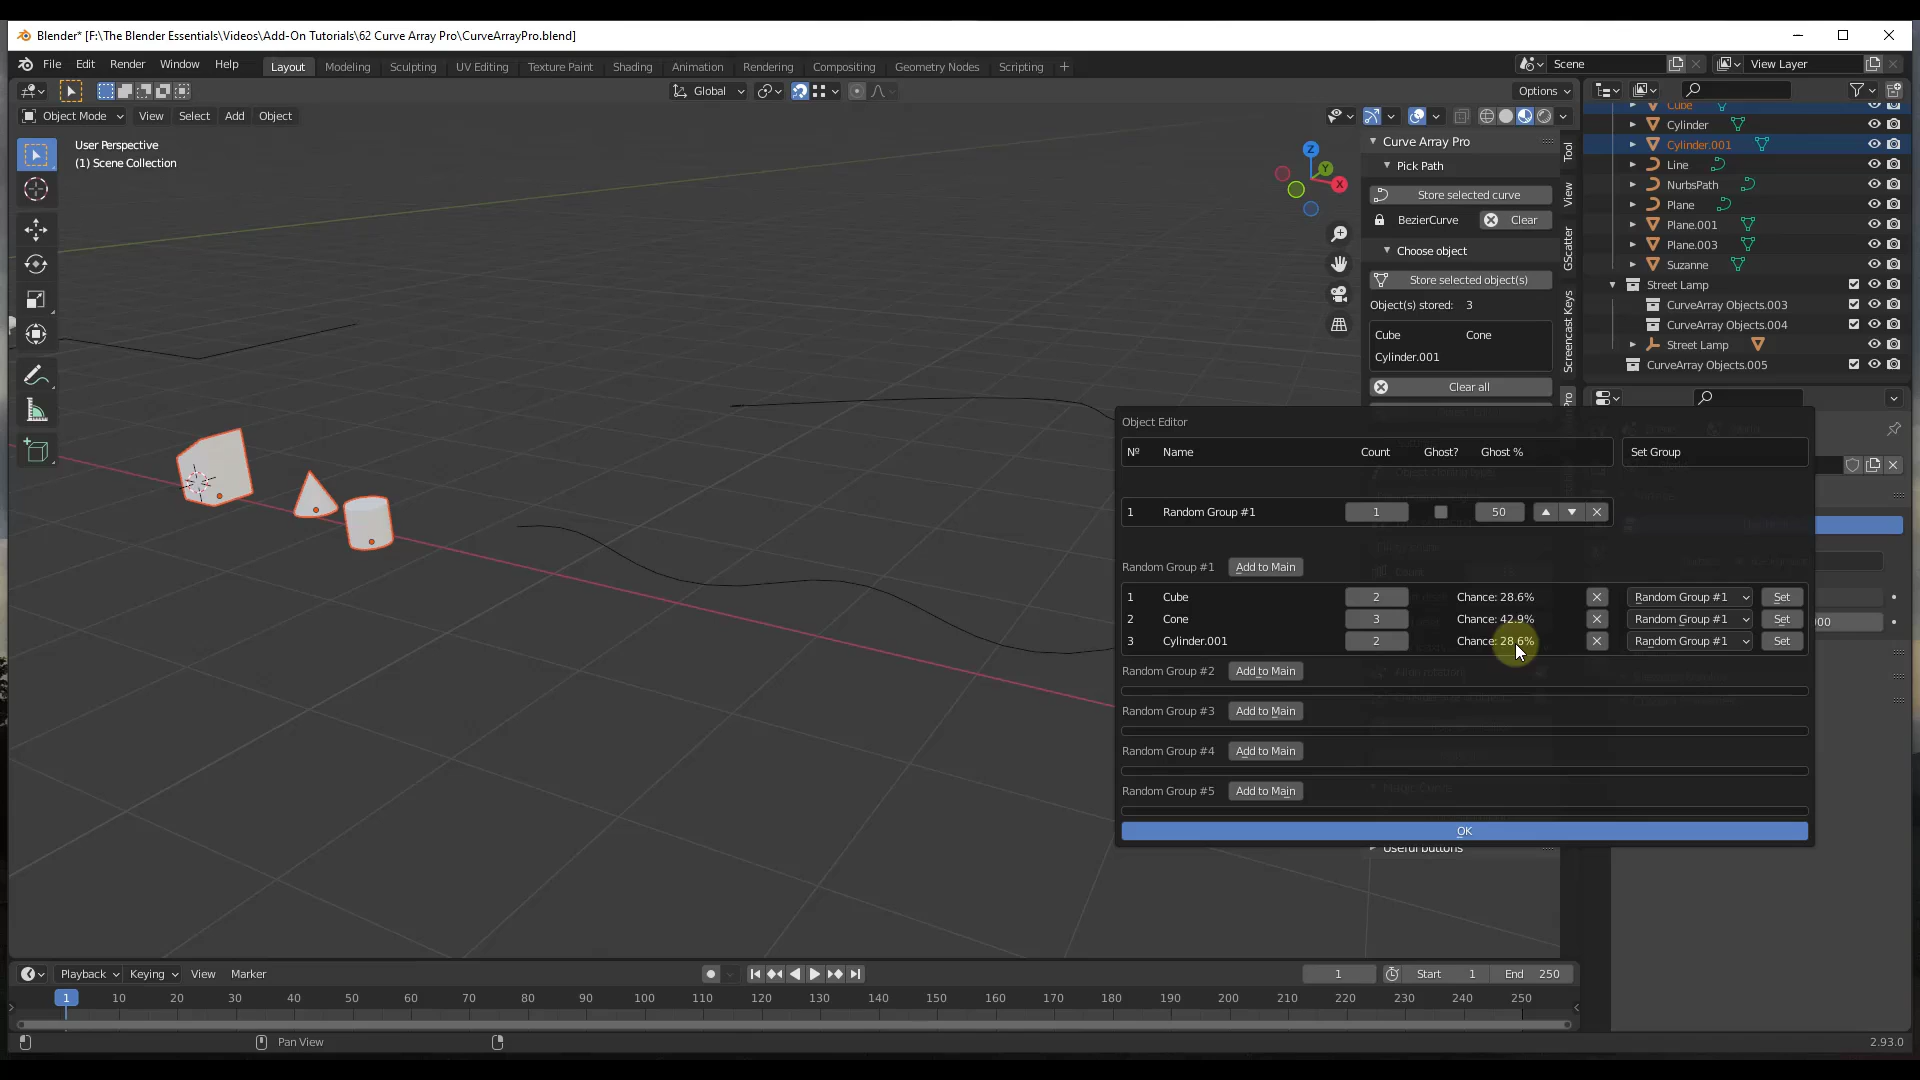 Blender* [F:\The Blender Essentials\Videos\Add-On Tutorials\62 Curve Array Pro\CurveArrayPro.blend]
File Edit Render Window Help Layout Modeling Sculpting UV Editing Texture Paint Shading Animation Rendering Compositing Geometry Nodes Scripting Scene View Layer
Global Options
Object Mode View Select Add Object
User Perspective
(1) Scene Collection
Z
Y
X
Curve Array Pro
Pick Path
Store selected curve
BezierCurve Clear
Choose object
Store selected object(s)
Object(s) stored: 3
Cube Cone
Cylinder.001
Clear all
Tool
View
GScatter
Screencast Keys
Pro
Cube
Cylinder
Cylinder.001
Line
NurbsPath
Plane
Plane.001
Plane.003
Suzanne
Street Lamp
CurveArray Objects.003
CurveArray Objects.004
Street Lamp
CurveArray Objects.005
Object Editor
Nº Name Count Ghost? Ghost % Set Group
1 Random Group #1 1 50
Random Group #1 Add to Main
1 Cube 2 Chance: 28.6% Random Group #1 Set
2 Cone 3 Chance: 42.9% Random Group #1 Set
3 Cylinder.001 2 Chance: 28.6% Random Group #1 Set
Random Group #2 Add to Main
Random Group #3 Add to Main
Random Group #4 Add to Main
Random Group #5 Add to Main
OK
Useful buttons
Playback Keying View Marker 1 Start 1 End 250
1 10 20 30 40 50 60 70 80 90 100 110 120 130 140 150 160 170 180 190 200 210 220 230 240 250
Pan View 2.93.0